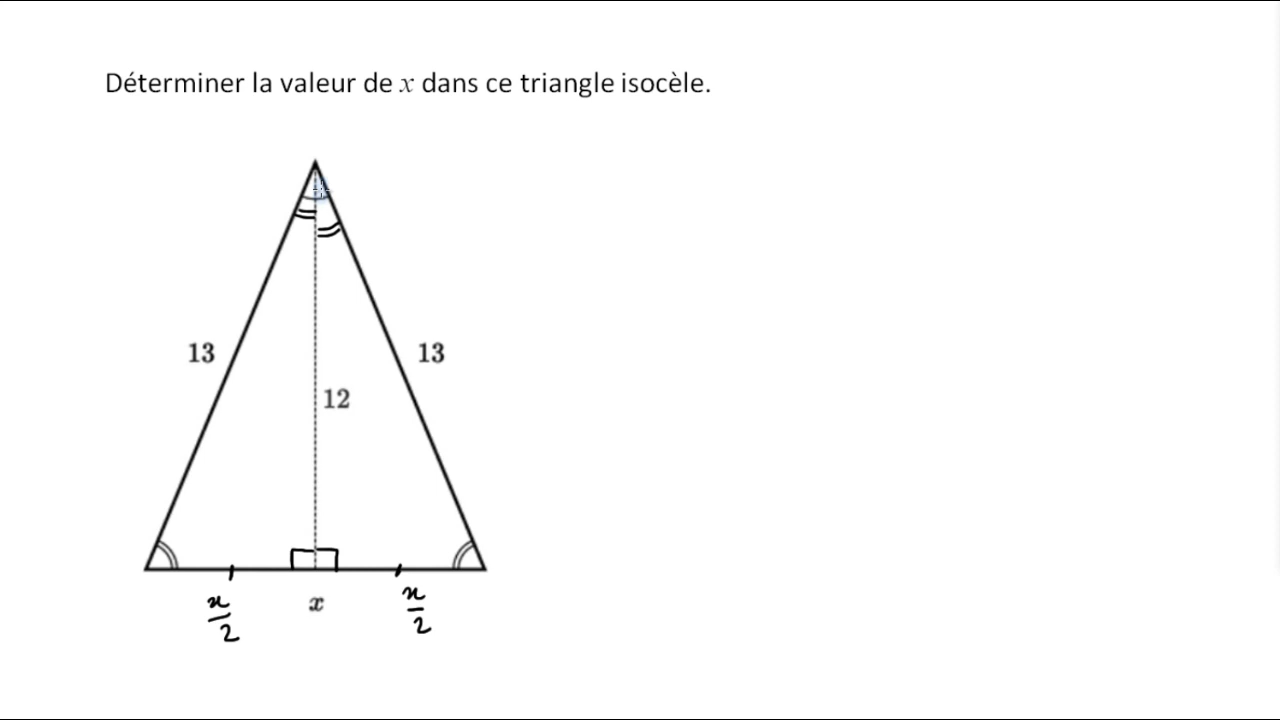 Déterminer la valeur de x dans ce triangle isocèle.
13
13
12
x/2
x
x/2